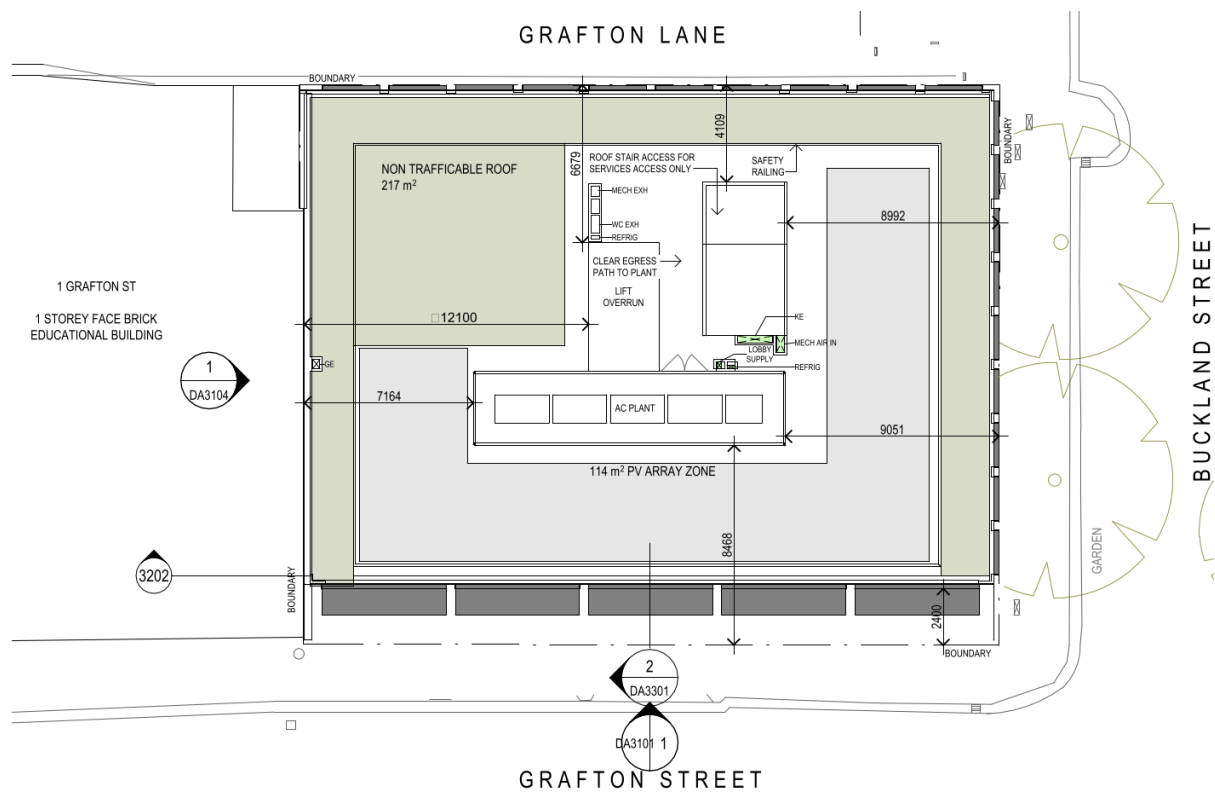 GRAFTON LANE
BOUNDARY
BOUNDARY
4109
6679
NON TRAFFICABLE ROOF
217 m²
ROOF STAIR ACCESS FOR
SERVICES ACCESS ONLY
SAFETY
RAILING
MECH EXH
WC EXH
REFRIG
8992
BUCKLAND STREET
CLEAR EGRESS
PATH TO PLANT
LIFT
OVERRUN
1 GRAFTON ST
1 STOREY FACE BRICK
EDUCATIONAL BUILDING
□12100
KE
MECH AIR IN
LOBBY
SUPPLY
REFRIG
GE
1
DA3104
7164
AC PLANT
9051
114 m² PV ARRAY ZONE
8468
GARDEN
3202
BOUNDARY
2400
BOUNDARY
2
DA3301
DA3101 1
GRAFTON STREET